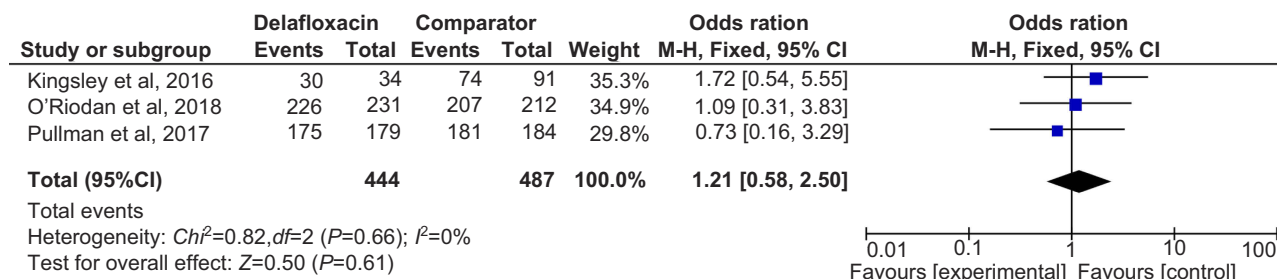 Delafloxacin Comparator Odds ration Odds ration
Study or subgroup Events Total Events Total Weight M-H, Fixed, 95% CI M-H, Fixed, 95% CI
Kingsley et al, 2016 30 34 74 91 35.3% 1.72 [0.54, 5.55]
O'Riodan et al, 2018 226 231 207 212 34.9% 1.09 [0.31, 3.83]
Pullman et al, 2017 175 179 181 184 29.8% 0.73 [0.16, 3.29]
Total (95%CI) 444 487 100.0% 1.21 [0.58, 2.50]
Total events
Heterogeneity: Chi²=0.82,df=2 (P=0.66); I²=0%
Test for overall effect: Z=0.50 (P=0.61)
0.01 0.1 1 10 100
Favours [experimental] Favours [control]